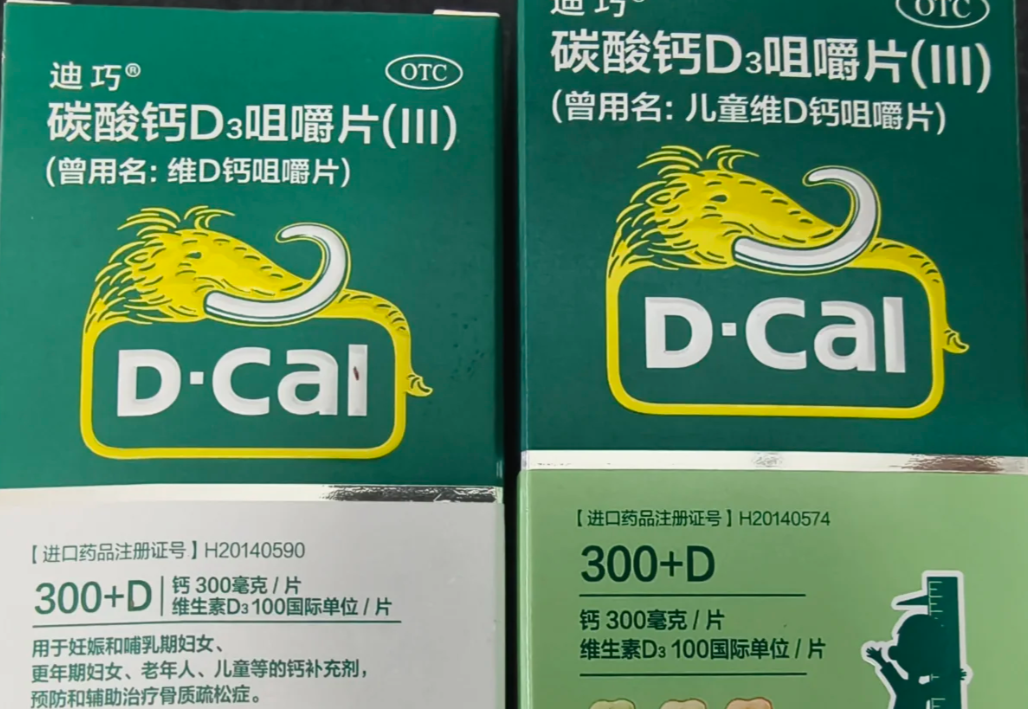 迪巧® OTC
碳酸钙D3咀嚼片(III)
(曾用名: 维D钙咀嚼片)
D·Cal
【进口药品注册证号】H20140590
300+D
钙 300毫克/片
维生素D3 100国际单位/片
用于妊娠和哺乳期妇女、
更年期妇女、老年人、儿童等的钙补充剂,
预防和辅助治疗骨质疏松症。
迪巧® OTC
碳酸钙D3咀嚼片(III)
(曾用名: 儿童维D钙咀嚼片)
D·Cal
【进口药品注册证号】H20140574
300+D
钙 300毫克/片
维生素D3 100国际单位/片